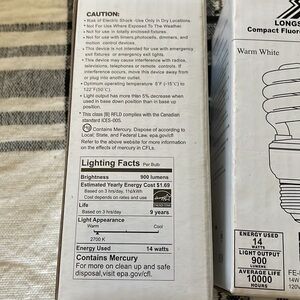 CAUTION:
• Risk of Electric Shock -Use Only in Dry Locations.
• Not For Use Where Exposed To The Weather.
• Not for use in totally enclosed fixtures
• Not for use with timers, photocells, dimmers, and
motion control devices.
• This device is not intended for use with emergency
exit fixtures or emergency exit lights.
• This device may cause interference with radios,
televisions, telephones or remote controls. If
interference occurs, move this device away from
or plug into another outlet.
• Optimal operating temperature 5°F (-15°C) to
122°F(50°C)
• Light output has more than 5% decrease when
used in base down position than in base up
position.
• This class [B] RFLD complies with the Canadian
standard ICES-005.
Hg Contains Mercury. Dispose of according to
Local, State, and Federal Laws, epa.gov/cfl
Refer to the above website for more information
on the effects of mercury in CFLs.
Lighting Facts Per Bulb
Brightness 900 lumens
Estimated Yearly Energy Cost $1.69
Based on 3 hrs/day, 11¢/kWh
Cost depends on rates and use
Life
Based on 3 hrs/day 9 years
Light Appearance
Warm Cool
2700 K
Energy Used 14 watts
Contains Mercury
For more on clean up and safe
disposal, visit epa.gov/cfl.
LONGS
Compact Fluores
Warm White
ENERGY USED
14
WATTS
LIGHT OUTPUT
900
LUMENS
AVERAGE LIFE
10000
HOURS
FE-
14W
120V